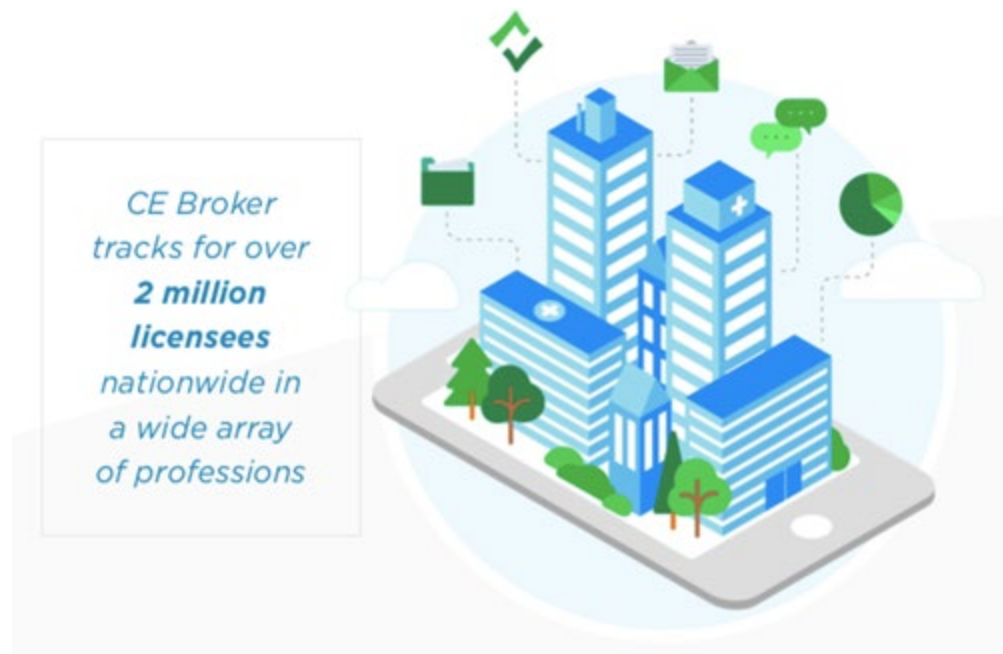 CE Broker
tracks for over
2 million
licensees
nationwide in
a wide array
of professions